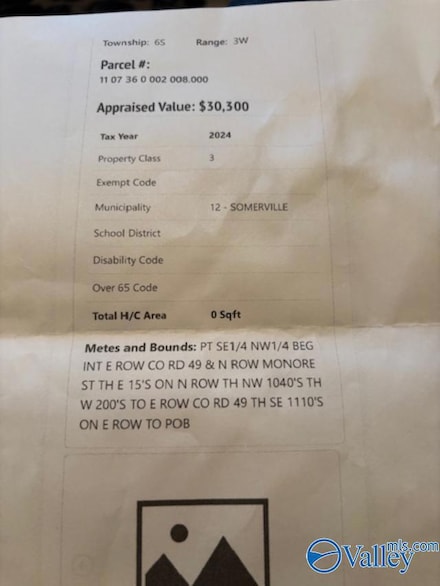 Township: 6S Range: 3W
Parcel #:
11 07 36 0 002 008.000
Appraised Value: $30,300
Tax Year 2024
Property Class 3
Exempt Code
Municipality 12 - SOMERVILLE
School District
Disability Code
Over 65 Code
Total H/C Area 0 Sqft
Metes and Bounds: PT SE1/4 NW1/4 BEG
INT E ROW CO RD 49 & N ROW MONORE
ST TH E 15'S ON N ROW TH NW 1040'S TH
W 200'S TO E ROW CO RD 49 TH SE 1110'S
ON E ROW TO POB
Valleymls.com